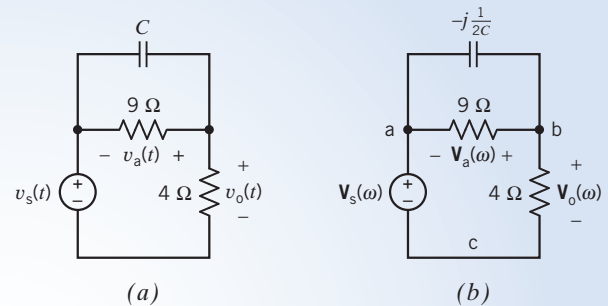 C
9 Ω
− v_a(t) +
v_s(t)
+
−
4 Ω
+
v_o(t)
−
(a)
−j 1/2C
9 Ω
a
b
− V_a(ω) +
V_s(ω)
+
−
4 Ω
+
V_o(ω)
−
c
(b)